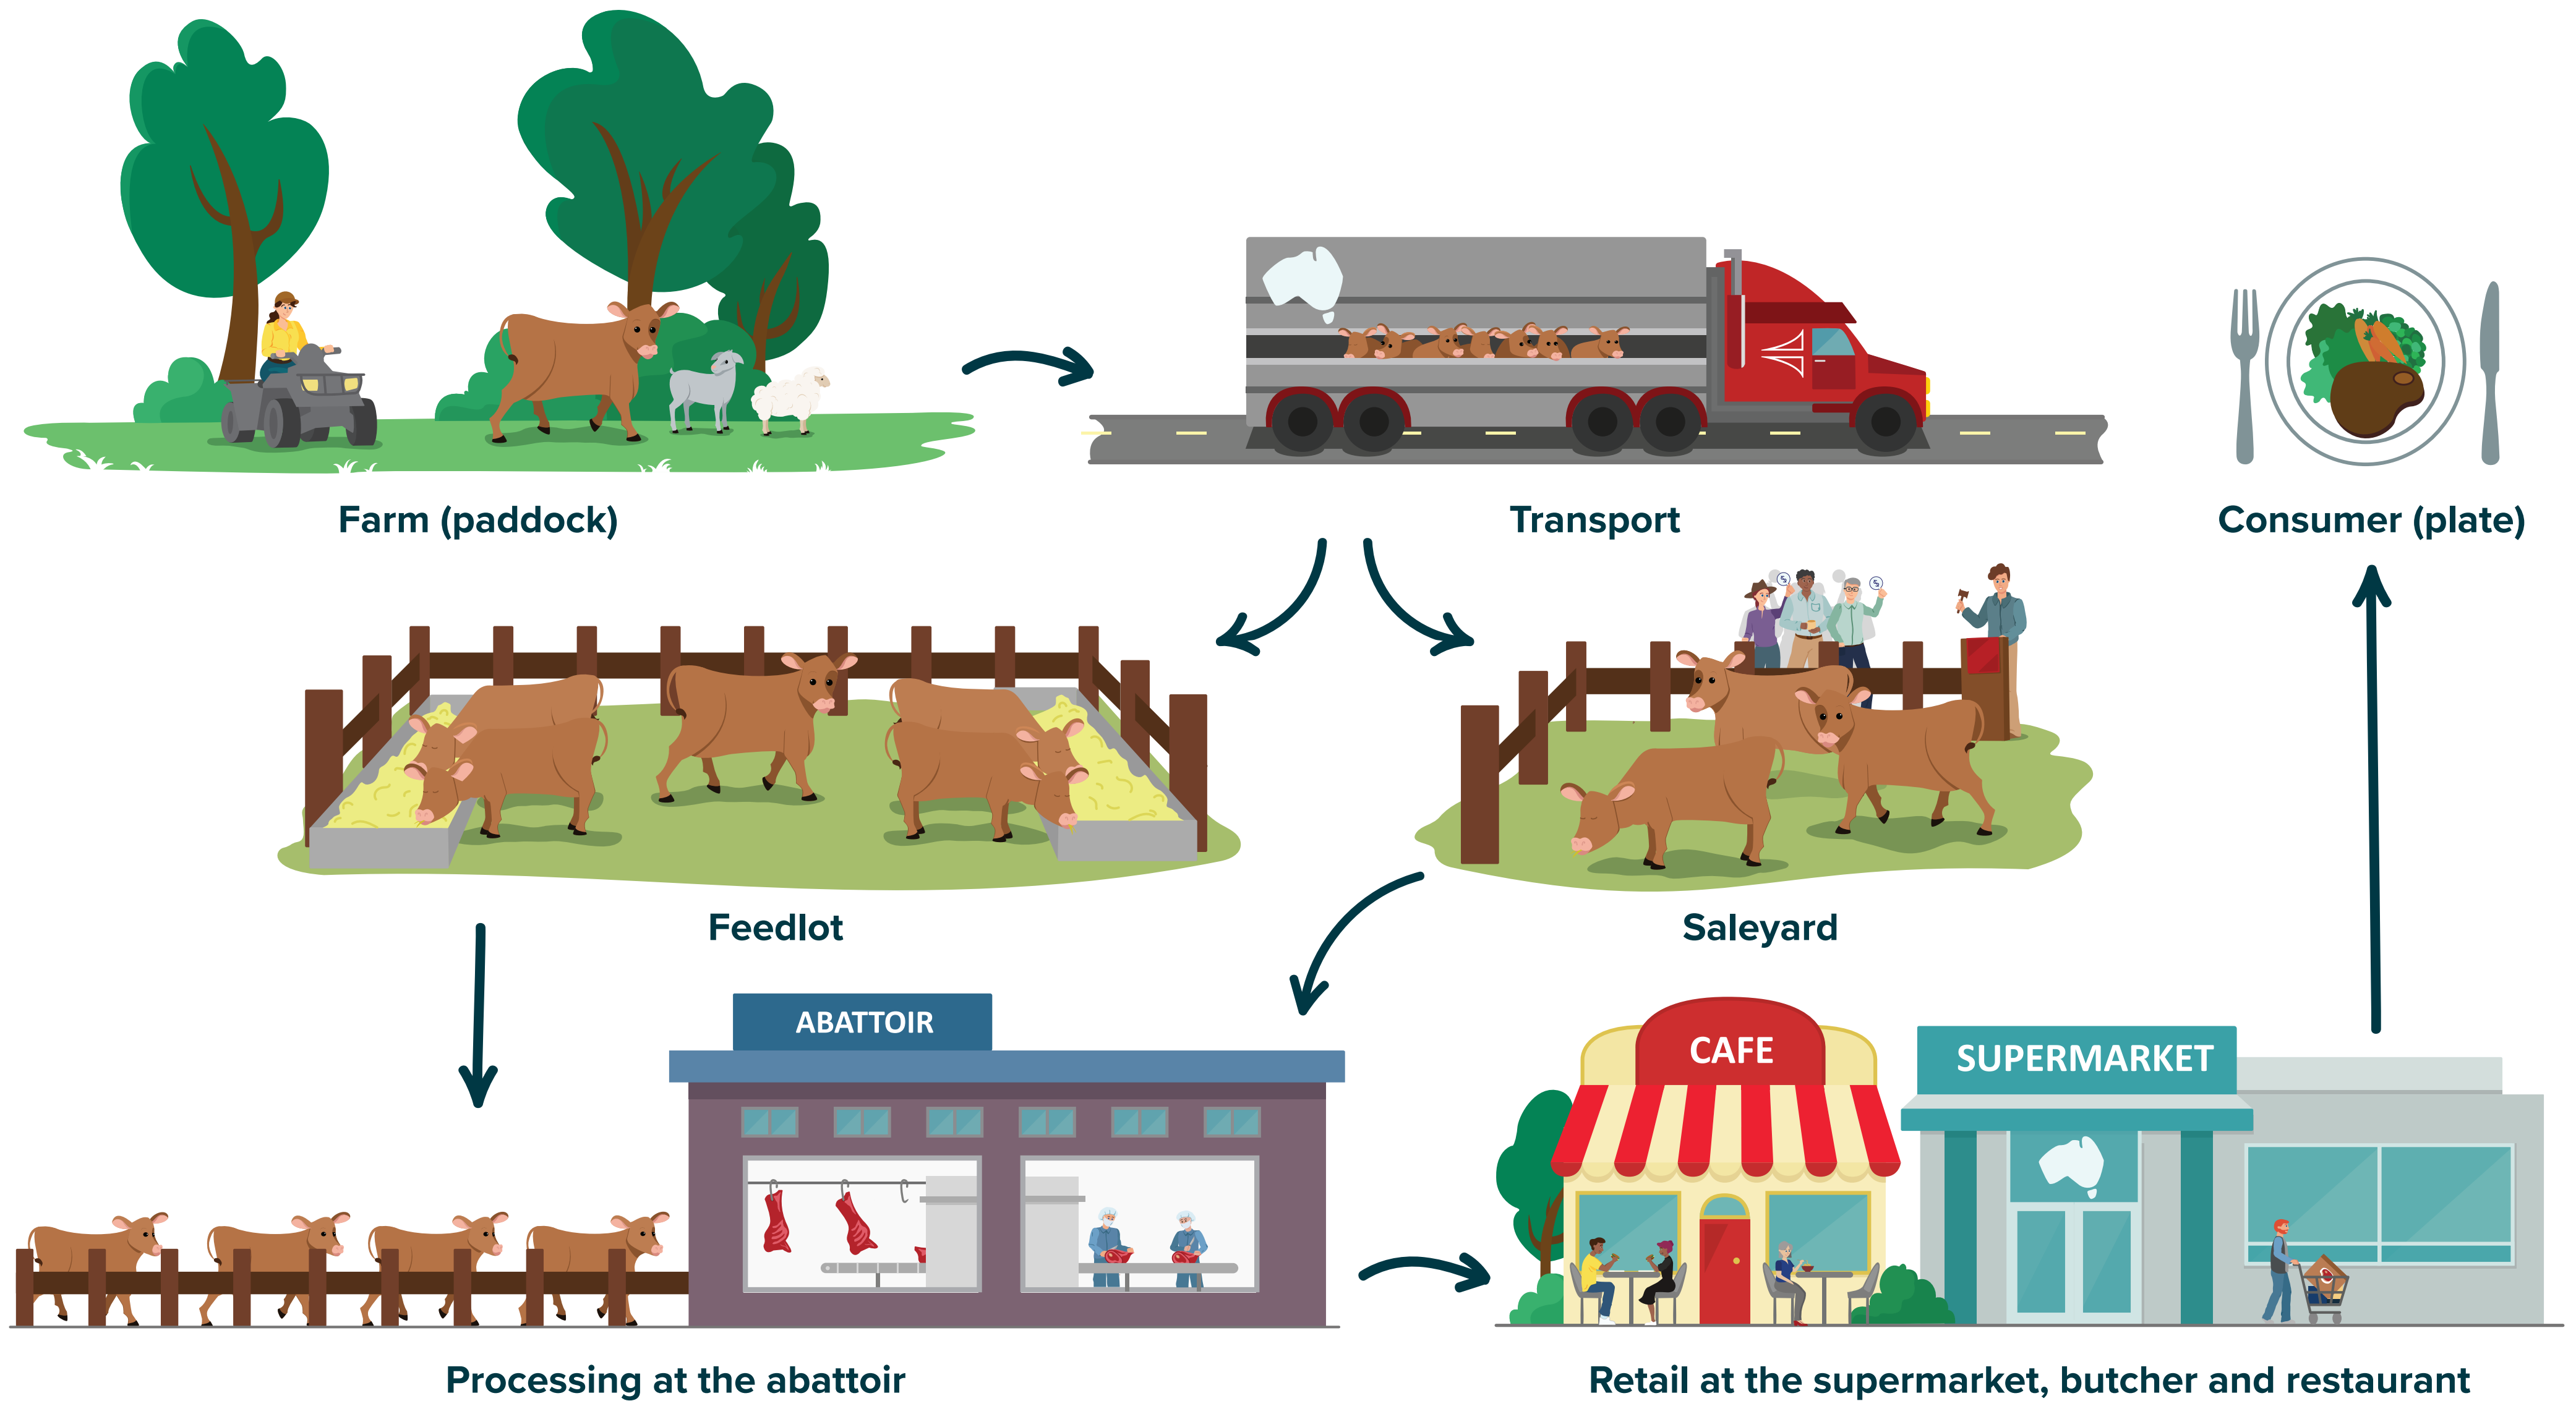 Farm (paddock)
Transport
Consumer (plate)
Feedlot
Saleyard
ABATTOIR
CAFE
SUPERMARKET
Processing at the abattoir
Retail at the supermarket, butcher and restaurant